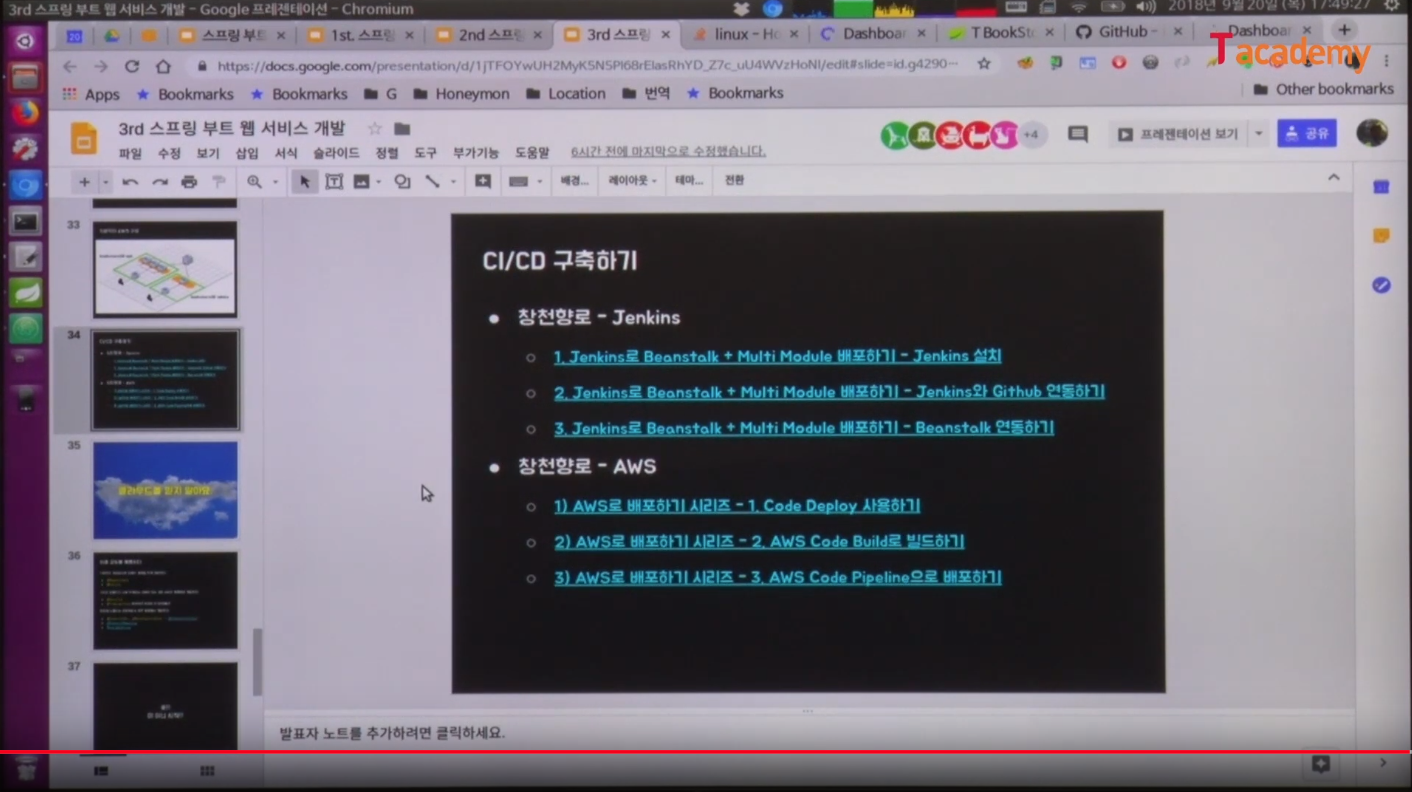 3rd 스프링 부트 웹 서비스 개발 - Google 프레젠테이션 - Chromium
2018년 9월 20일 (목) 17:49:27
스프링 부트
1st. 스프링
2nd 스프링
3rd 스프링
linux - Ho
Dashboar
T BookSto
GitHub -
Dashboard
Tacademy
Apps
Bookmarks
Bookmarks
G
Honeymon
Location
번역
Bookmarks
Other bookmarks
3rd 스프링 부트 웹 서비스 개발
+4
프레젠테이션 보기
공유
파일 수정 보기 삽입 서식 슬라이드 정렬 도구 부가기능 도움말 6시간 전에 마지막으로 수정했습니다.
배경... 레이아웃 테마... 전환
33
34
35
클라우드를 믿지 말아요
36
37
CI/CD 구축하기
● 창천향로 - Jenkins
○ 1. Jenkins로 Beanstalk + Multi Module 배포하기 - Jenkins 설치
○ 2. Jenkins로 Beanstalk + Multi Module 배포하기 - Jenkins와 Github 연동하기
○ 3. Jenkins로 Beanstalk + Multi Module 배포하기 - Beanstalk 연동하기
● 창천향로 - AWS
○ 1) AWS로 배포하기 시리즈 - 1. Code Deploy 사용하기
○ 2) AWS로 배포하기 시리즈 - 2. AWS Code Build로 빌드하기
○ 3) AWS로 배포하기 시리즈 - 3. AWS Code Pipeline으로 배포하기
발표자 노트를 추가하려면 클릭하세요.